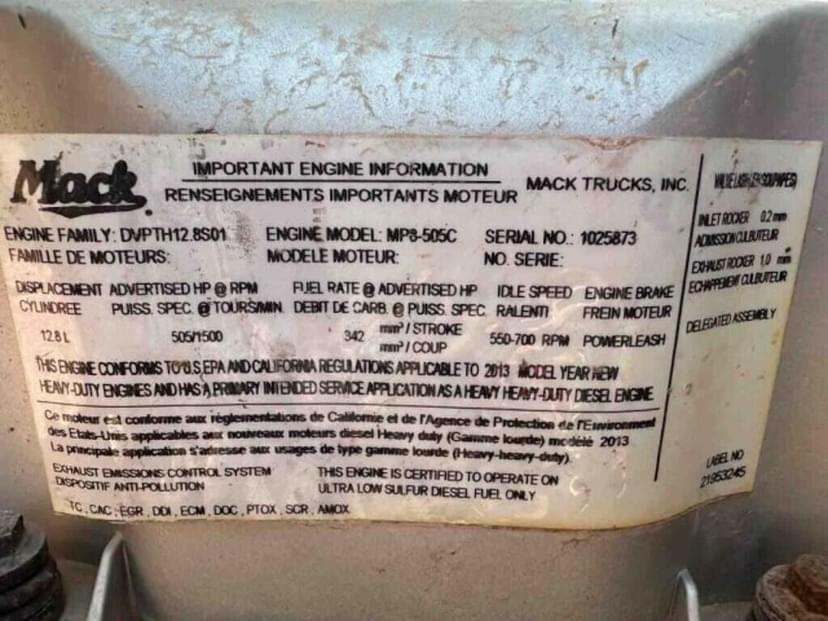 Mack
IMPORTANT ENGINE INFORMATION
RENSEIGNEMENTS IMPORTANTS MOTEUR
MACK TRUCKS, INC.
ENGINE FAMILY: DVPTH12.8S01 ENGINE MODEL: MP8-505C SERIAL NO.: 1025873
FAMILLE DE MOTEURS: MODELE MOTEUR: NO. SERIE:
DISPLACEMENT ADVERTISED HP @ RPM FUEL RATE @ ADVERTISED HP IDLE SPEED ENGINE BRAKE
CYLINDREE PUISS. SPEC. @ TOURS/MIN. DEBIT DE CARB. @ PUISS. SPEC. RALENTI FREIN MOTEUR
12.8 L 505/1500 342 mm³ / STROKE 550-700 RPM POWERLEASH
mm³ / COUP
THIS ENGINE CONFORMS TO U.S. EPA AND CALIFORNIA REGULATIONS APPLICABLE TO 2013 MODEL YEAR NEW
HEAVY-DUTY ENGINES AND HAS A PRIMARY INTENDED SERVICE APPLICATION AS A HEAVY HEAVY-DUTY DIESEL ENGINE.
Ce moteur est conforme aux réglementations de Californie et de l'Agence de Protection de l'Environment
des Etats-Unis applicables aux nouveaux moteurs diesel Heavy duty (Gamme lourde) modèle 2013
La principale application s'adresse aux usages de type gamme lourde (Heavy-heavy-duty).
EXHAUST EMISSIONS CONTROL SYSTEM THIS ENGINE IS CERTIFIED TO OPERATE ON
DISPOSITIF ANTI-POLLUTION ULTRA LOW SULFUR DIESEL FUEL ONLY
TC , CAC , EGR , DDI , ECM , DOC , PTOX , SCR , AMOX
INLET ROCKER 0.2 mm
ADMISSION CULBUTEUR
EXHAUST ROCKER 1.0 mm
ECHAPPEMENT CULBUTEUR
DELEGATED ASSEMBLY
LABEL NO
21953245